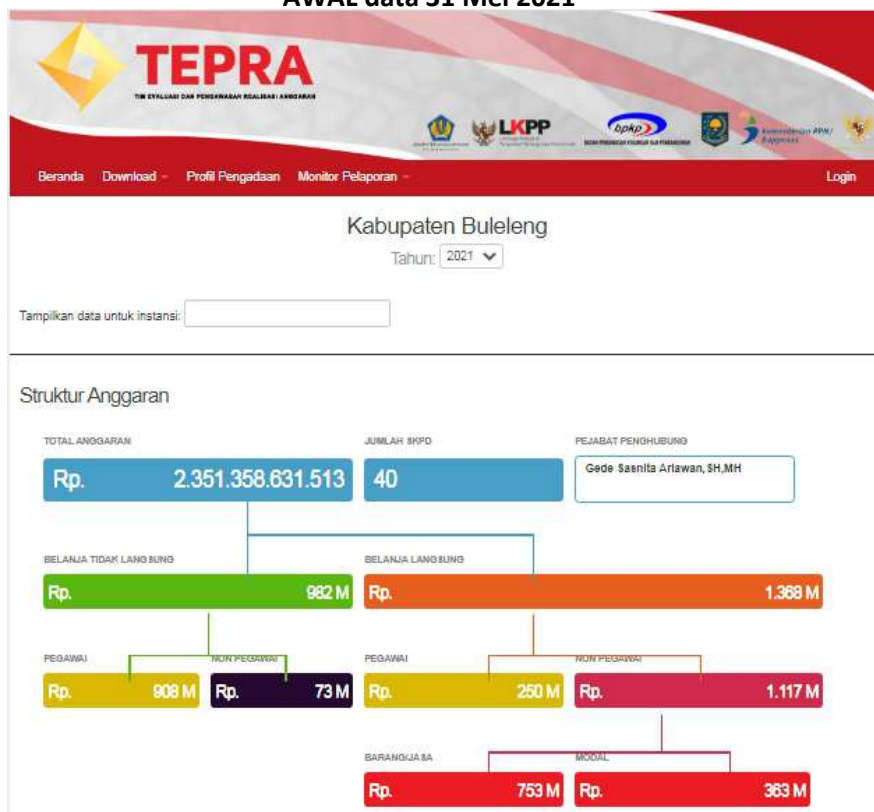 AWAL data 31 Mei 2021
TEPRA
TIM EVALUASI DAN PENGAWASAN REALISASI ANGGARAN
LKPP
bpkp
Kementerian PPN/
Bappenas
Beranda Download Profil Pengadaan Monitor Pelaporan Login
Kabupaten Buleleng
Tahun: 2021
Tampilkan data untuk instansi:
Struktur Anggaran
TOTAL ANGGARAN JUMLAH SKPD PEJABAT PENGHUBUNG
Rp. 2.351.358.631.513 40 Gede Sasnita Ariawan, SH,MH
BELANJA TIDAK LANGSUNG BELANJA LANGSUNG
Rp. 982 M Rp. 1.368 M
PEGAWAI NON PEGAWAI PEGAWAI NON PEGAWAI
Rp. 908 M Rp. 73 M Rp. 250 M Rp. 1.117 M
BARANG/JASA MODAL
Rp. 753 M Rp. 363 M